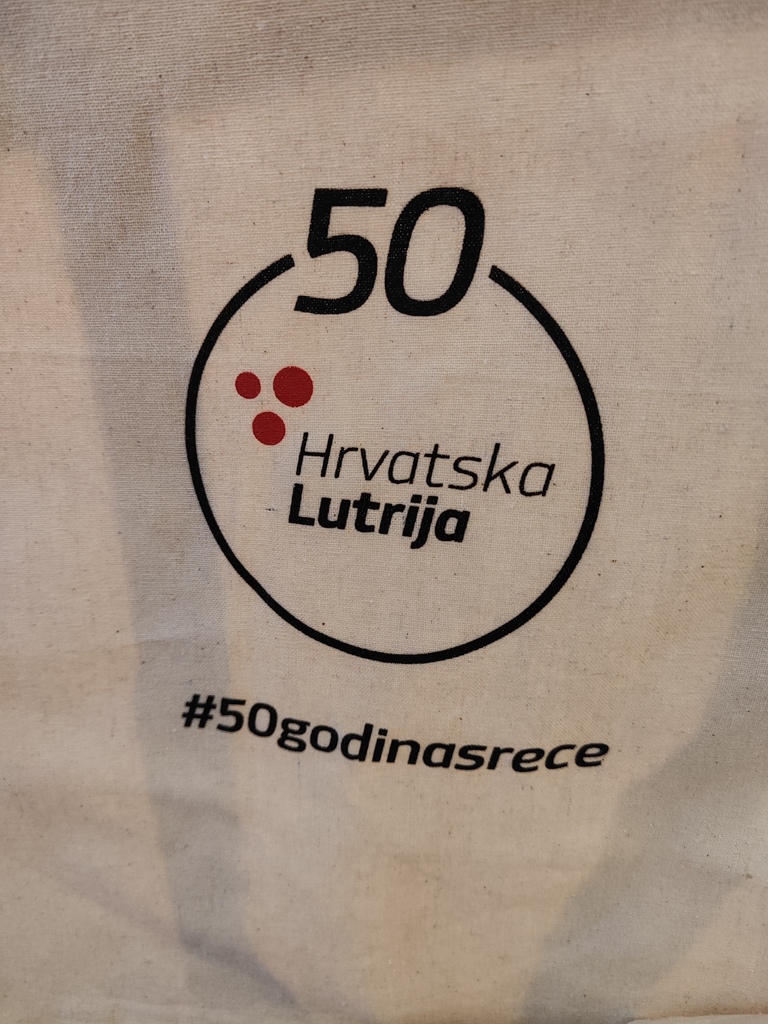 50
Hrvatska
Lutrija
#50godinasrece